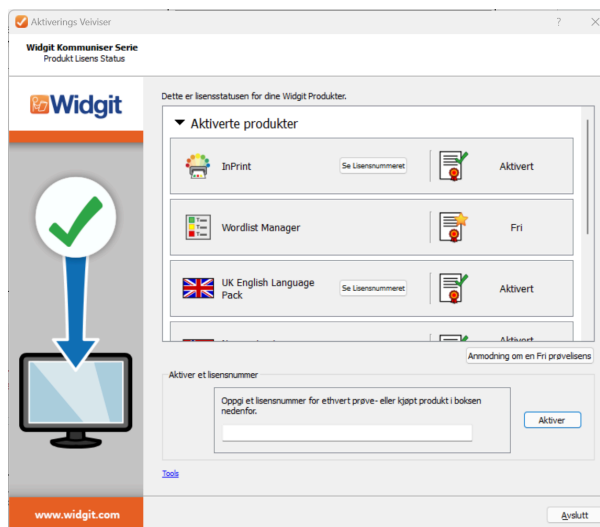 Aktiverings Veiviser
Widgit Kommuniser Serie
Produkt Lisens Status
Widgit
Dette er lisensstatusen for dine Widgit Produkter.
Aktiverte produkter
InPrint
Se Lisensnummeret
Aktivert
Wordlist Manager
Fri
UK English Language
Pack
Se Lisensnummeret
Aktivert
Aktivert
Anmodning om en Fri prøvelisens
Aktiver et lisensnummer
Oppgi et lisensnummer for ethvert prøve- eller kjøpt produkt i boksen
nedenfor.
Aktiver
Tools
www.widgit.com
Avslutt